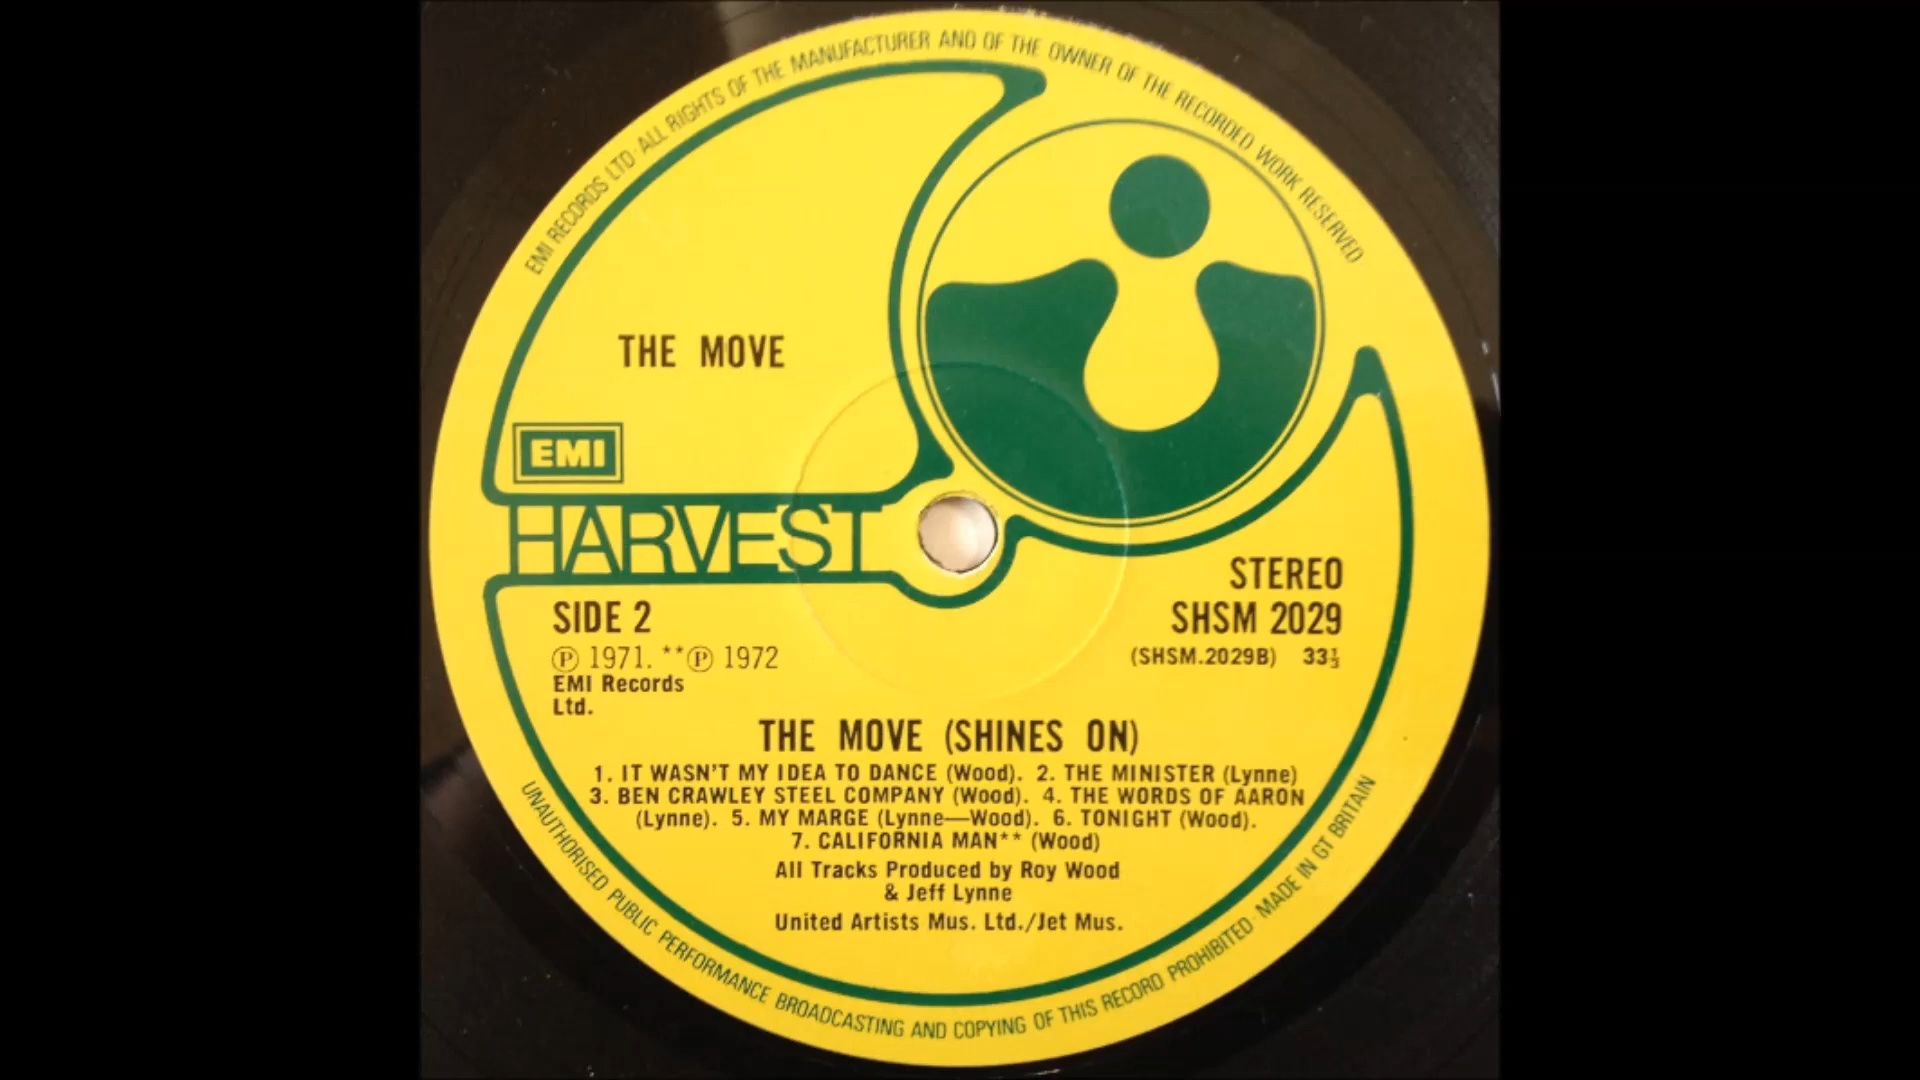 EMI RECORDS LTD · ALL RIGHTS OF THE MANUFACTURER AND OF THE OWNER OF THE RECORDED WORK RESERVED
THE MOVE
EMI
HARVEST
SIDE 2
Ⓟ 1971. **Ⓟ 1972
EMI Records
Ltd.
STEREO
SHSM 2029
(SHSM.2029B) 33⅓
THE MOVE (SHINES ON)
1. IT WASN'T MY IDEA TO DANCE (Wood). 2. THE MINISTER (Lynne)
3. BEN CRAWLEY STEEL COMPANY (Wood). 4. THE WORDS OF AARON
(Lynne). 5. MY MARGE (Lynne—Wood). 6. TONIGHT (Wood).
7. CALIFORNIA MAN** (Wood)
All Tracks Produced by Roy Wood
& Jeff Lynne
United Artists Mus. Ltd./Jet Mus.
UNAUTHORISED PUBLIC PERFORMANCE BROADCASTING AND COPYING OF THIS RECORD PROHIBITED · MADE IN GT BRITAIN